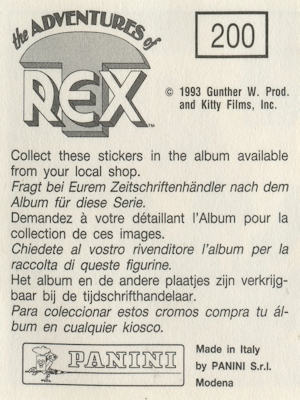 the ADVENTURES of
T REX™
200
© 1993 Gunther W. Prod.
and Kitty Films, Inc.
Collect these stickers in the album available
from your local shop.
Fragt bei Eurem Zeitschriftenhändler nach dem
Album für diese Serie.
Demandez à votre détaillant l'Album pour la
collection de ces images.
Chiedete al vostro rivenditore l'album per la
raccolta di queste figurine.
Het album en de andere plaatjes zijn verkrijg-
baar bij de tijdschrifthandelaar.
Para coleccionar estos cromos compra tu ál-
bum en cualquier kiosco.
PANINI
Made in Italy
by PANINI S.r.l.
Modena